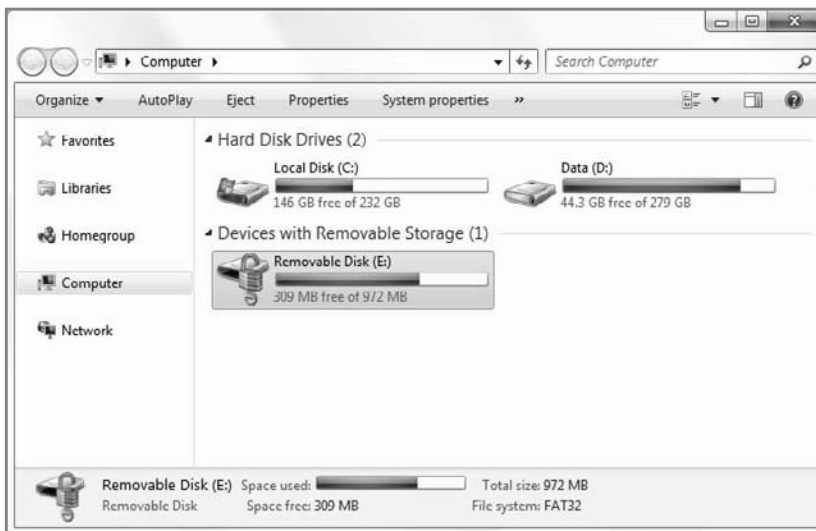 Computer
Search Computer
Organize AutoPlay Eject Properties System properties »
Favorites
Libraries
Homegroup
Computer
Network
Hard Disk Drives (2)
Local Disk (C:)
146 GB free of 232 GB
Data (D:)
44.3 GB free of 279 GB
Devices with Removable Storage (1)
Removable Disk (E:)
309 MB free of 972 MB
Removable Disk (E:) Space used: Total size: 972 MB
Removable Disk Space free: 309 MB File system: FAT32